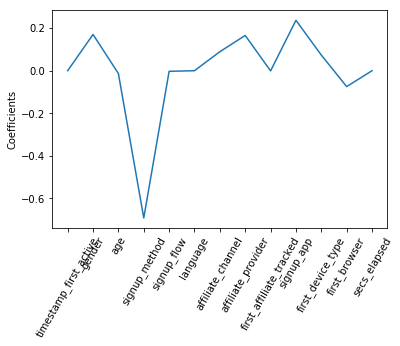 0.2
0.0
−0.2
−0.4
−0.6
Coefficients
timestamp_first_active
gender
age
signup_method
signup_flow
language
affiliate_channel
affiliate_provider
first_affiliate_tracked
signup_app
first_device_type
first_browser
secs_elapsed